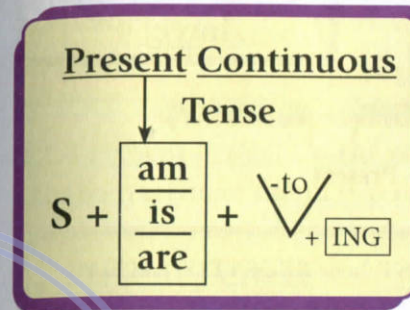 Present Continuous
Tense
S + am is are + -to
+ ING